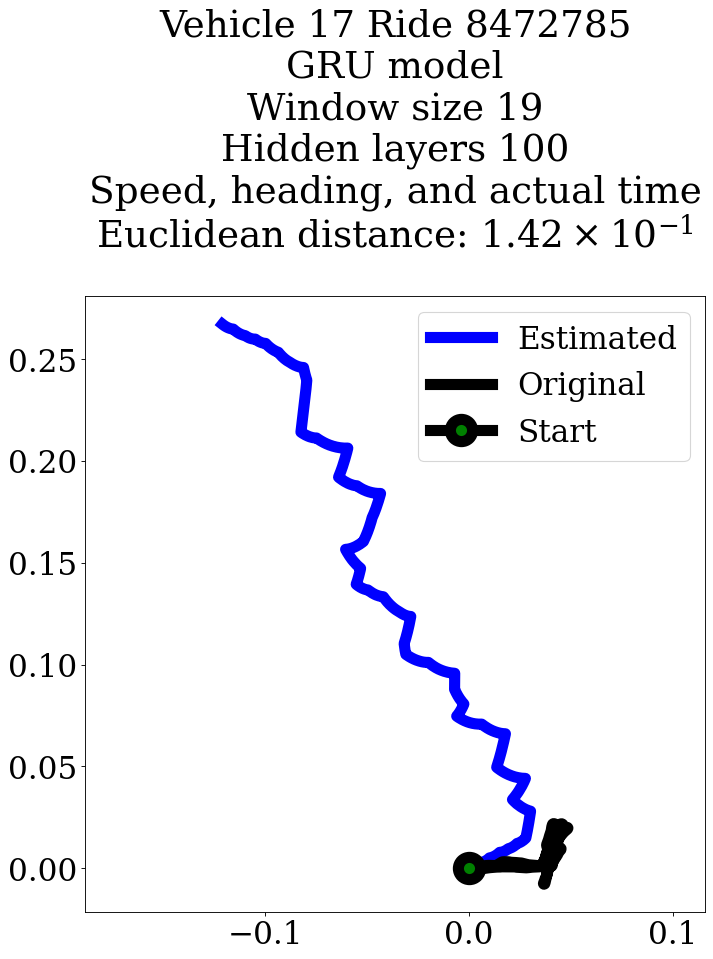 Vehicle 17 Ride 8472785
GRU model
Window size 19
Hidden layers 100
Speed, heading, and actual time
Euclidean distance: 1.42 × 10⁻¹
Estimated
Original
Start
0.25
0.20
0.15
0.10
0.05
0.00
−0.1
0.0
0.1